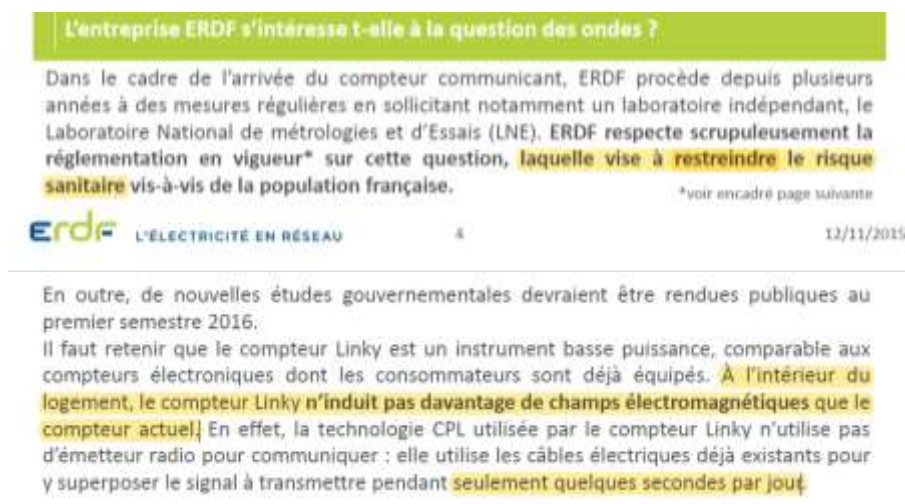 L'entreprise ERDF s'intéresse t-elle à la question des ondes ?
Dans le cadre de l'arrivée du compteur communicant, ERDF procède depuis plusieurs
années à des mesures régulières en sollicitant notamment un laboratoire indépendant, le
Laboratoire National de métrologies et d'Essais (LNE). ERDF respecte scrupuleusement la
réglementation en vigueur* sur cette question, laquelle vise à restreindre le risque
sanitaire vis-à-vis de la population française.
*voir encadré page suivante
ERDF L'ÉLECTRICITÉ EN RÉSEAU 4 12/11/2015
En outre, de nouvelles études gouvernementales devraient être rendues publiques au
premier semestre 2016.
Il faut retenir que le compteur Linky est un instrument basse puissance, comparable aux
compteurs électroniques dont les consommateurs sont déjà équipés. À l'intérieur du
logement, le compteur Linky n'induit pas davantage de champs électromagnétiques que le
compteur actuel. En effet, la technologie CPL utilisée par le compteur Linky n'utilise pas
d'émetteur radio pour communiquer : elle utilise les câbles électriques déjà existants pour
y superposer le signal à transmettre pendant seulement quelques secondes par jour.